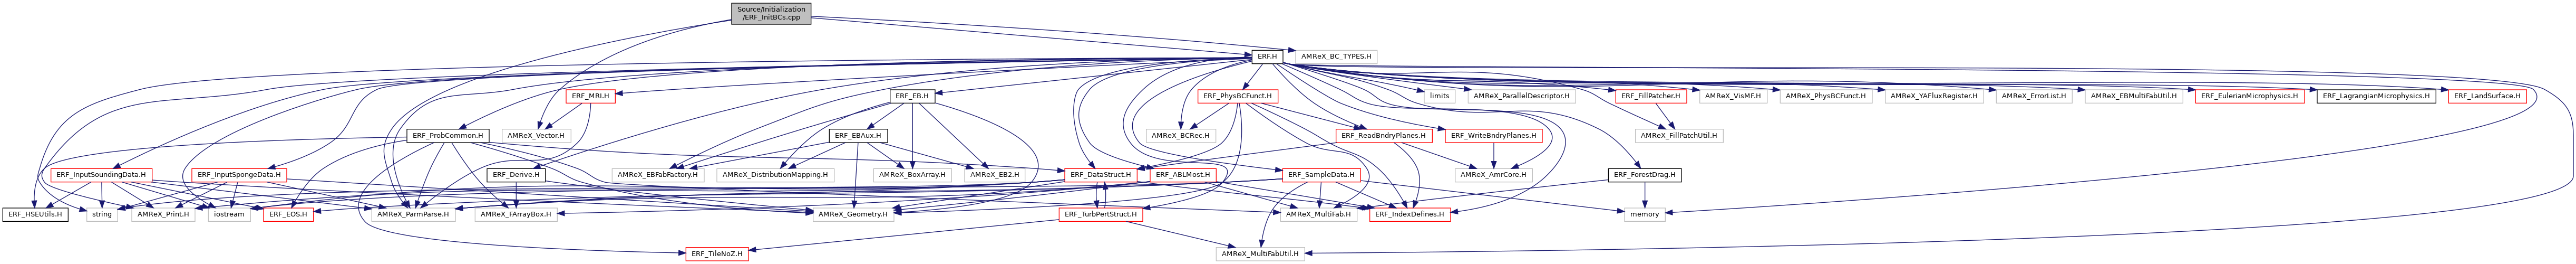 Source/Initialization
/ERF_InitBCs.cpp
ERF.H
AMReX_BC_TYPES.H
ERF_MRI.H
ERF_EB.H
ERF_PhysBCFunct.H
limits
AMReX_ParallelDescriptor.H
ERF_FillPatcher.H
AMReX_VisMF.H
AMReX_PhysBCFunct.H
AMReX_YAFluxRegister.H
AMReX_ErrorList.H
AMReX_EBMultiFabUtil.H
ERF_EulerianMicrophysics.H
ERF_LagrangianMicrophysics.H
ERF_LandSurface.H
ERF_ProbCommon.H
AMReX_Vector.H
ERF_EBAux.H
AMReX_BCRec.H
ERF_ReadBndryPlanes.H
ERF_WriteBndryPlanes.H
AMReX_FillPatchUtil.H
ERF_InputSoundingData.H
ERF_InputSpongeData.H
ERF_Derive.H
AMReX_EBFabFactory.H
AMReX_DistributionMapping.H
AMReX_BoxArray.H
AMReX_EB2.H
ERF_DataStruct.H
ERF_ABLMost.H
ERF_SampleData.H
AMReX_AmrCore.H
ERF_ForestDrag.H
ERF_HSEUtils.H
string
AMReX_Print.H
iostream
ERF_EOS.H
AMReX_ParmParse.H
AMReX_FArrayBox.H
AMReX_Geometry.H
ERF_TurbPertStruct.H
AMReX_MultiFab.H
ERF_IndexDefines.H
memory
ERF_TileNoZ.H
AMReX_MultiFabUtil.H